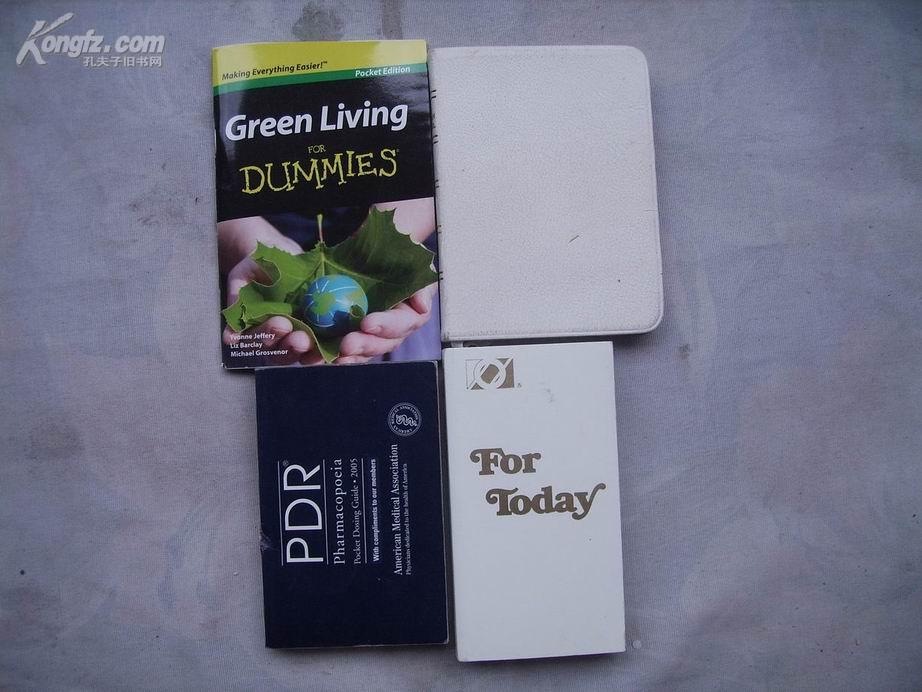 Kongfz.com
孔夫子旧书网
Making Everything Easier!™
Pocket Edition
Green Living
FOR
DUMMIES®
Yvonne Jeffery
Liz Barclay
Michael Grosvenor
PDR®
Pharmacopoeia
Pocket Dosing Guide • 2005
With compliments to our members
American Medical Association
Physicians dedicated to the health of America
For
Today